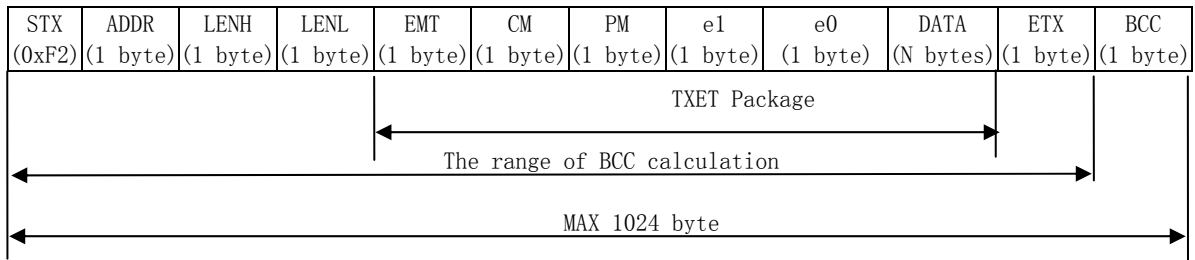 STX ADDR LENH LENL EMT CM PM e1 e0 DATA ETX BCC
(0xF2) (1 byte) (1 byte) (1 byte) (1 byte) (1 byte) (1 byte) (1 byte) (1 byte) (N bytes) (1 byte) (1 byte)
TXET Package
The range of BCC calculation
MAX 1024 byte